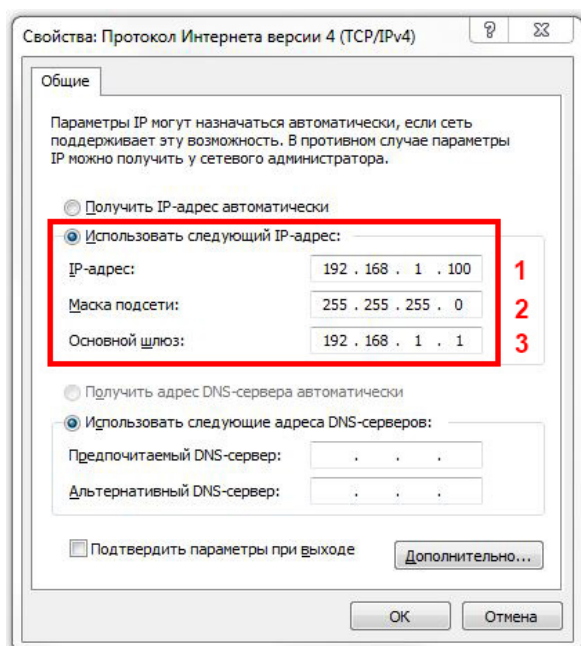 Свойства: Протокол Интернета версии 4 (TCP/IPv4)
Общие
Параметры IP могут назначаться автоматически, если сеть
поддерживает эту возможность. В противном случае параметры
IP можно получить у сетевого администратора.
Получить IP-адрес автоматически
Использовать следующий IP-адрес:
IP-адрес: 192 . 168 . 1 . 100 1
Маска подсети: 255 . 255 . 255 . 0 2
Основной шлюз: 192 . 168 . 1 . 1 3
Получить адрес DNS-сервера автоматически
Использовать следующие адреса DNS-серверов:
Предпочитаемый DNS-сервер: . . .
Альтернативный DNS-сервер: . . .
Подтвердить параметры при выходе
Дополнительно...
ОК Отмена